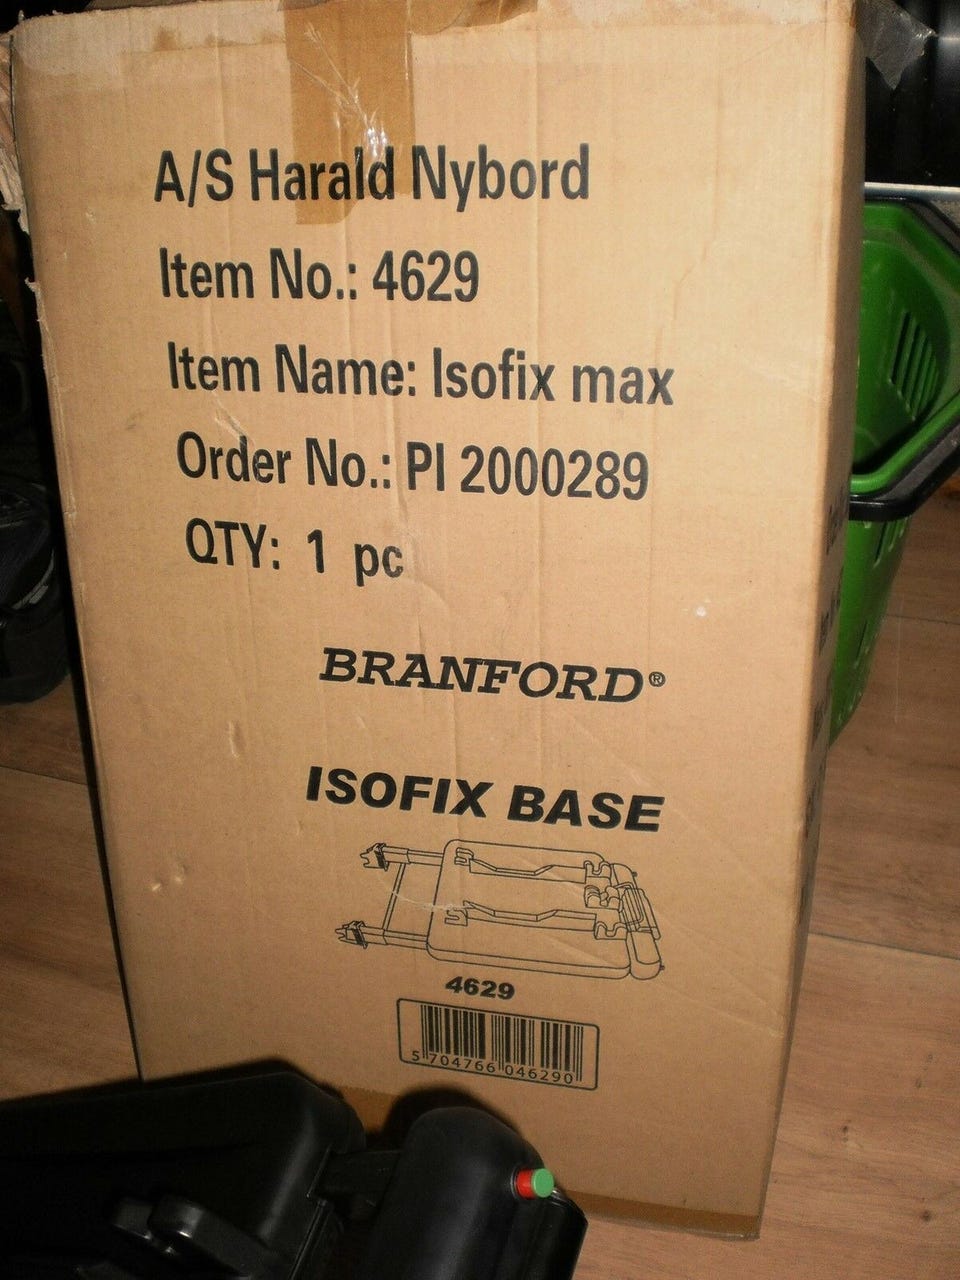 A/S Harald Nybord
Item No.: 4629
Item Name: Isofix max
Order No.: PI 2000289
QTY: 1 pc
BRANFORD®
ISOFIX BASE
4629
5 704766 046290